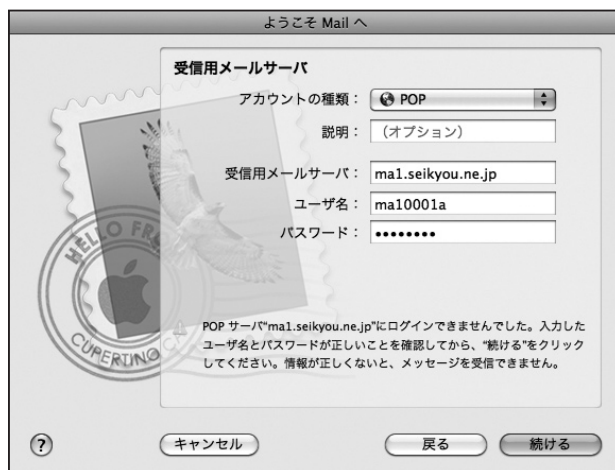 ようこそ Mail へ
受信用メールサーバ
アカウントの種類： POP
説明： （オプション）
受信用メールサーバ： ma1.seikyou.ne.jp
ユーザ名： ma10001a
パスワード： ••••••••
POP サーバ“ma1.seikyou.ne.jp”にログインできませんでした。入力した
ユーザ名とパスワードが正しいことを確認してから、“続ける”をクリック
してください。情報が正しくないと、メッセージを受信できません。
HELLO FR
CUPERTINO CA
? キャンセル 戻る 続ける